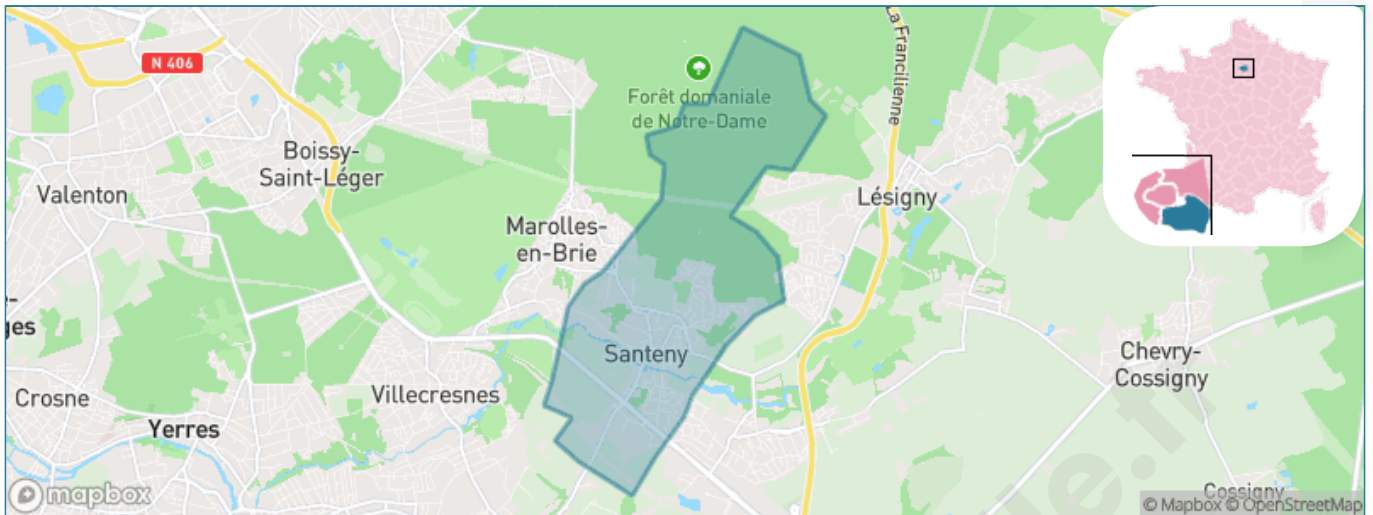 N 406
La Francilienne
Forêt domaniale
de Notre-Dame
Boissy-
Saint-Léger
Valenton
Lésigny
Marolles-
en-Brie
ges
Santeny
Chevry-
Cossigny
Villecresnes
Crosne
Yerres
Cossigny
mapbox
© Mapbox © OpenStreetMap